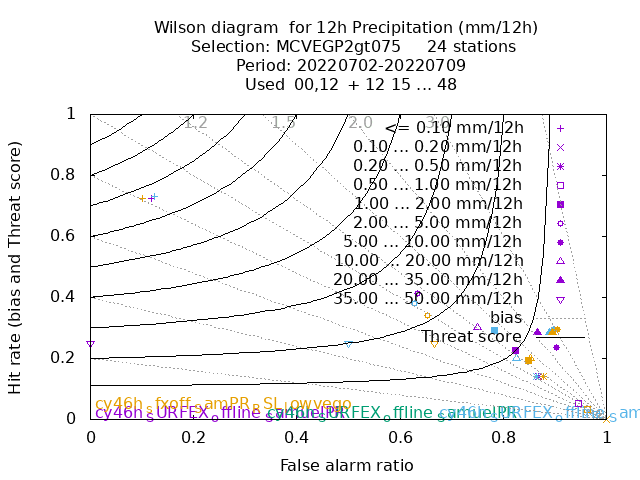 Wilson diagram for 12h Precipitation (mm/12h)
Selection: MCVEGP2gt075 24 stations
Period: 20220702-20220709
Used 00,12 + 12 15 ... 48
1.2 1.5 2.0 3.0
<= 0.10 mm/12h
0.10 ... 0.20 mm/12h
0.20 ... 0.50 mm/12h
0.50 ... 1.00 mm/12h
1.00 ... 2.00 mm/12h
2.00 ... 5.00 mm/12h
5.00 ... 10.00 mm/12h
10.00 ... 20.00 mm/12h
20.00 ... 35.00 mm/12h
35.00 ... 50.00 mm/12h
bias
Threat score
Hit rate (bias and Threat score)
1
0.8
0.6
0.4
0.2
0
cy46h_sfxoff_samPR_RSL_lowvego
cy46h_sURFEX_offline_samuelPR
0 0.2 0.4 0.6 0.8 1
False alarm ratio